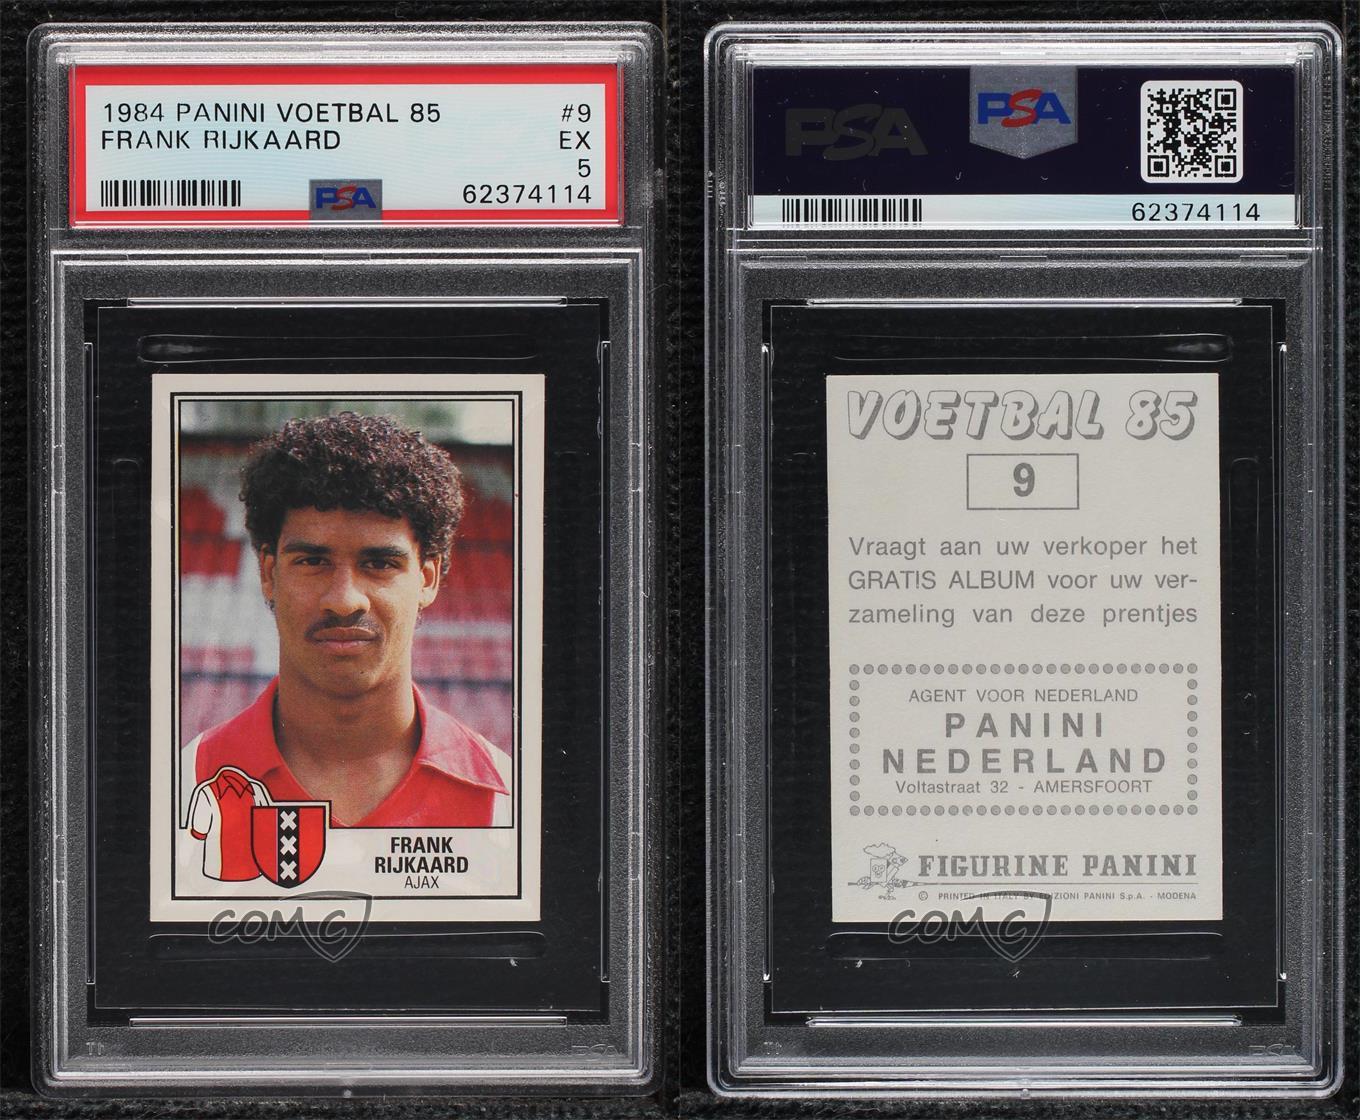 1984 PANINI VOETBAL 85 #9
FRANK RIJKAARD EX
5
PSA 62374114
FRANK
RIJKAARD
AJAX
COMC
PSA
PSA PSA
62374114
VOETBAL 85
9
Vraagt aan uw verkoper het
GRATIS ALBUM voor uw ver-
zameling van deze prentjes
AGENT VOOR NEDERLAND
PANINI
NEDERLAND
Voltastraat 32 - AMERSFOORT
FIGURINE PANINI
© PRINTED IN ITALY BY EDIZIONI PANINI S.p.A. - MODENA
COMC
PSA